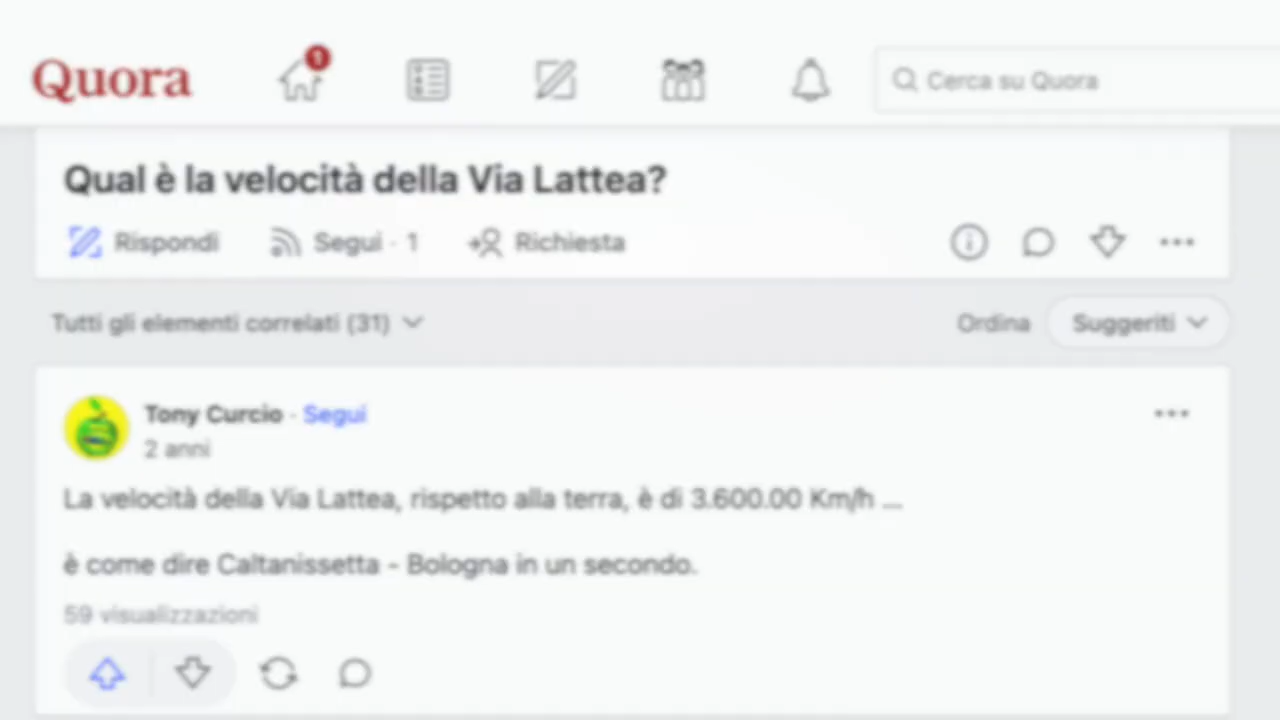 Quora
1
Cerca su Quora
Qual è la velocità della Via Lattea?
Rispondi
Segui · 1
Richiesta
Tutti gli elementi correlati (31)
Ordina
Suggeriti
Tony Curcio · Segui
2 anni
La velocità della Via Lattea, rispetto alla terra, è di 3.600.00 Km/h ...
è come dire Caltanissetta - Bologna in un secondo.
59 visualizzazioni